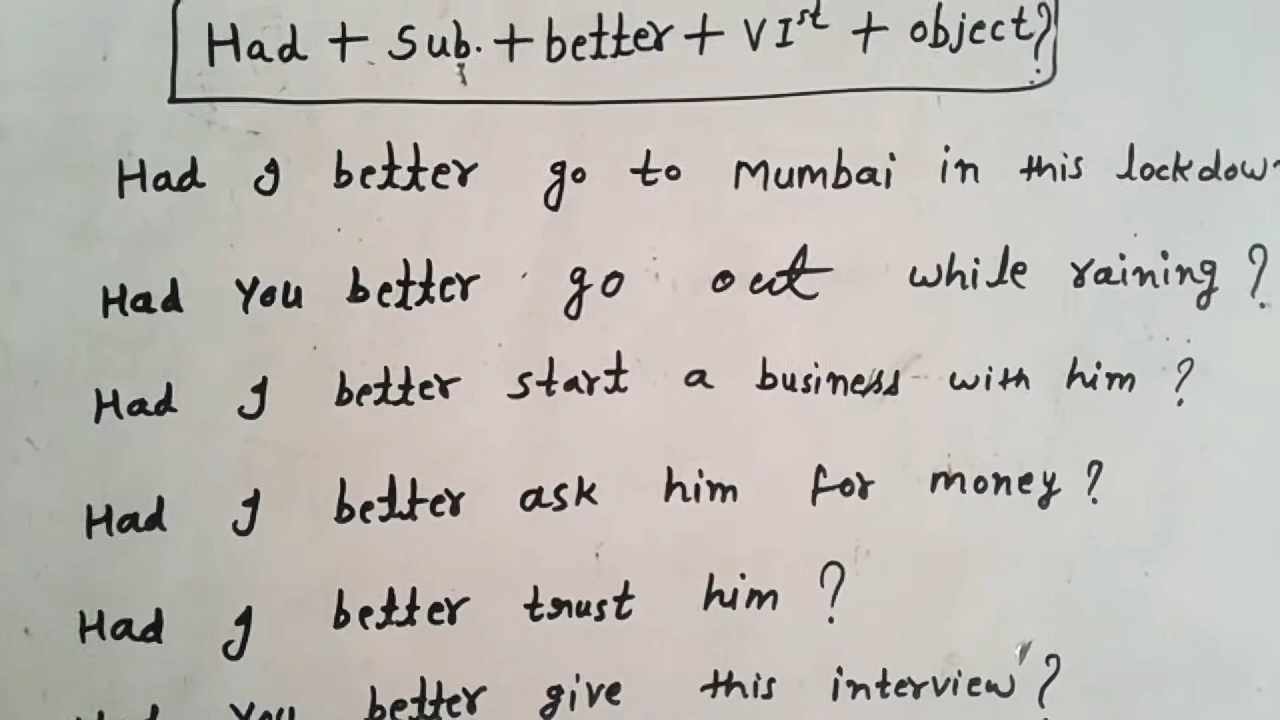 Had + Sub. + better + VIst + object?
Had I better go to Mumbai in this lockdow
Had You better go out while raining ?
Had I better start a business with him ?
Had I better ask him for money ?
Had I better trust him ?
Had You better give this interview ?